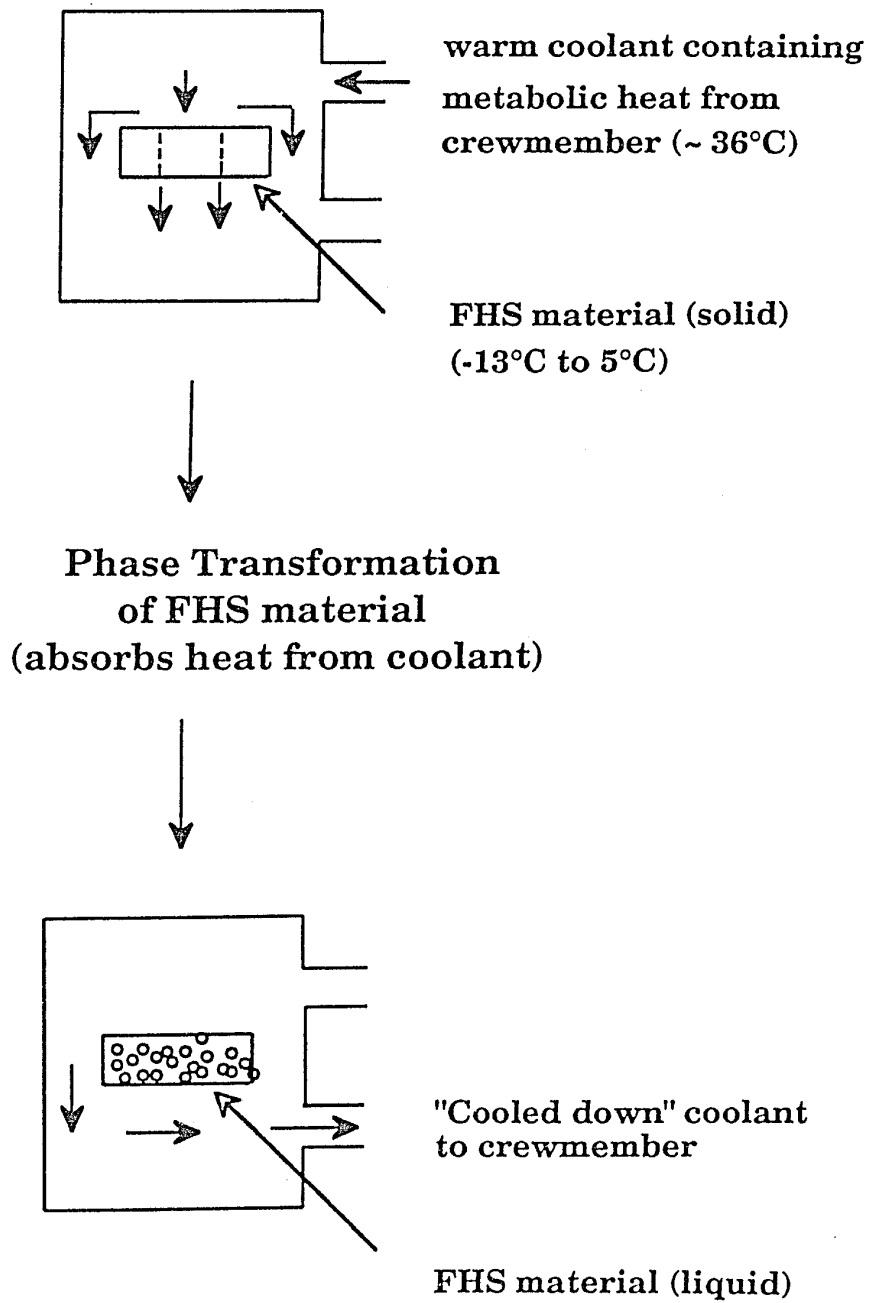 warm coolant containing
metabolic heat from
crewmember (~ 36°C)
FHS material (solid)
(-13°C to 5°C)
Phase Transformation
of FHS material
(absorbs heat from coolant)
"Cooled down" coolant
to crewmember
FHS material (liquid)